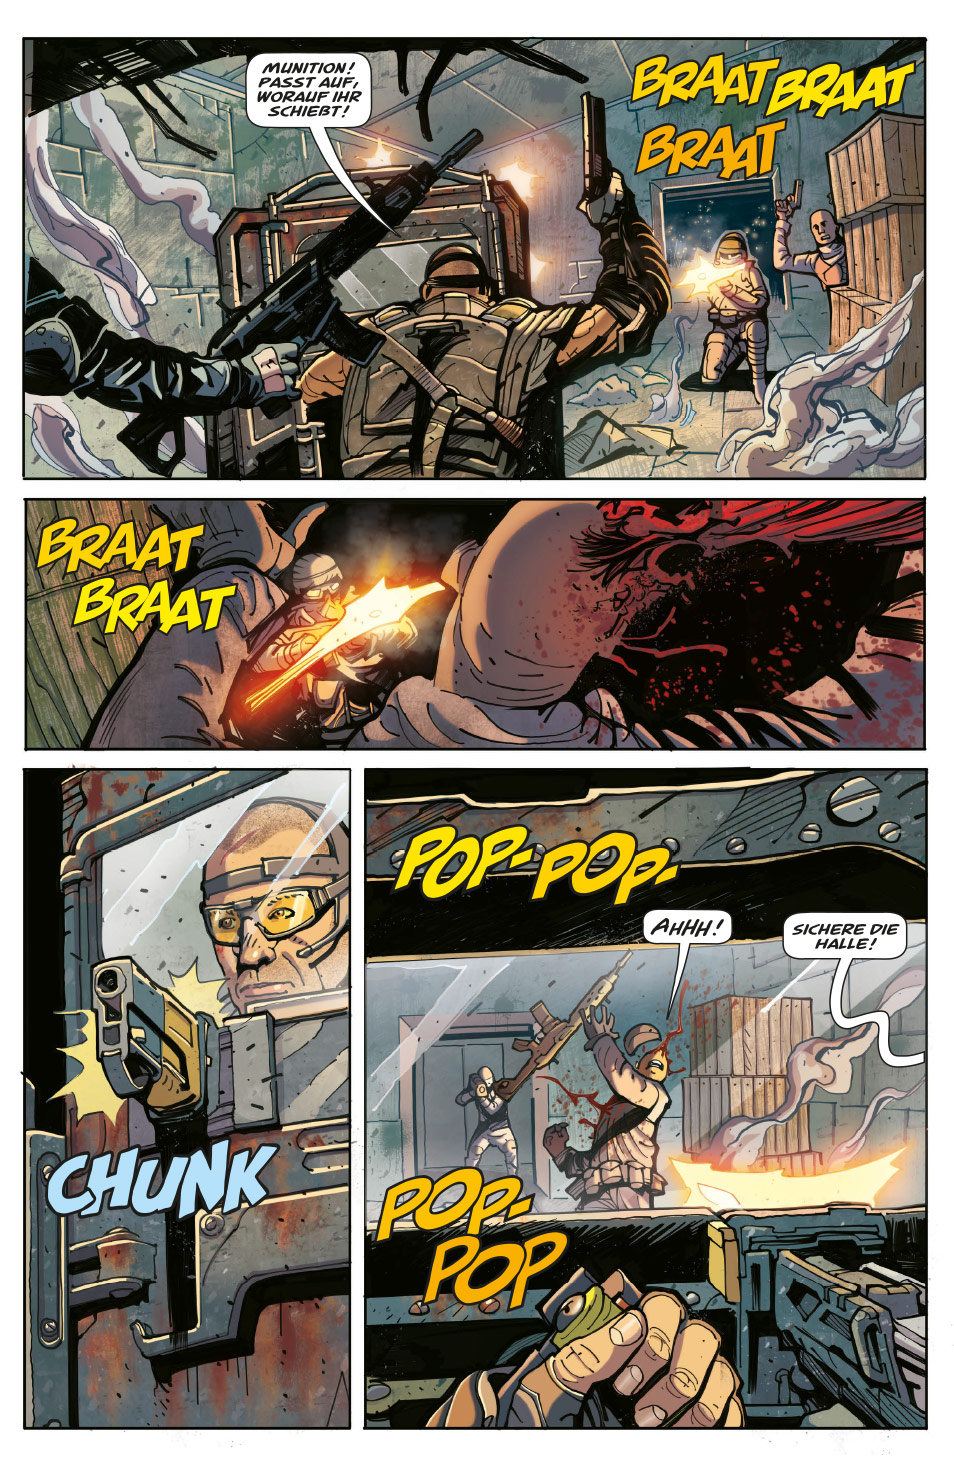 MUNITION!
PASST AUF,
WORAUF IHR
SCHIEẞT!
BRAAT BRAAT
BRAAT
BRAAT
BRAAT
CHUNK
POP-POP-
AHHH!
SICHERE DIE
HALLE!
POP-
POP